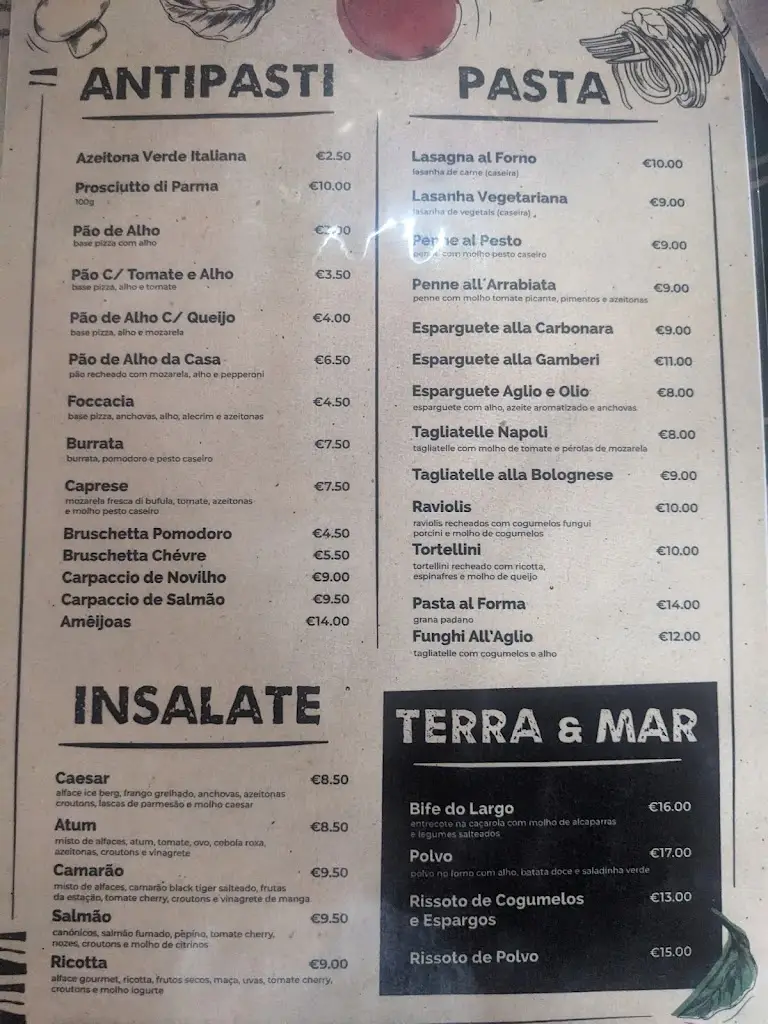 ANTIPASTI
Azeitona Verde Italiana €2.50
Prosciutto di Parma €10.00
100g
Pão de Alho
base pizza com alho
Pão C/ Tomate e Alho €3.50
base pizza, alho e tomate
Pão de Alho C/ Queijo €4.00
base pizza, alho e mozarela
Pão de Alho da Casa €6.50
pão recheado com mozarela, alho e pepperoni
Foccacia €4.50
base pizza, anchovas, alho, alecrim e azeitonas
Burrata €7.50
burrata, pomodoro e pesto caseiro
Caprese €7.50
mozarela fresca di bufula, tomate, azeitonas
e molho pesto caseiro
Bruschetta Pomodoro €4.50
Bruschetta Chévre €5.50
Carpaccio de Novilho €9.00
Carpaccio de Salmão €9.50
Amêijoas €14.00
INSALATE
Caesar €8.50
alface ice berg, frango grelhado, anchovas, azeitonas
croutons, lascas de parmesão e molho caesar
Atum €8.50
misto de alfaces, atum, tomate, ovo, cebola roxa,
azeitonas, croutons e vinagrete
Camarão €9.50
misto de alfaces, camarão black tiger salteado, frutas
da estação, tomate cherry, croutons e vinagrete de manga
Salmão €9.50
canónicos, salmão fumado, pepino, tomate cherry,
nozes, croutons e molho de citrinos
Ricotta €9.00
alface gourmet, ricotta, frutos secos, maça, uvas, tomate cherry,
croutons e molho iogurte
PASTA
Lasagna al Forno €10.00
lasanha de carne (caseira)
Lasanha Vegetariana €9.00
lasanha de vegetais (caseira)
Penne al Pesto €9.00
penne com molho pesto caseiro
Penne all´Arrabiata €9.00
penne com molho tomate picante, pimentos e azeitonas
Esparguete alla Carbonara €9.00
Esparguete alla Gamberi €11.00
Esparguete Aglio e Olio €8.00
esparguete com alho, azeite aromatizado e anchovas
Tagliatelle Napoli €8.00
tagliatelle com molho de tomate e pérolas de mozarela
Tagliatelle alla Bolognese €9.00
Raviolis €10.00
raviolis recheados com cogumelos fungui
porcini e molho de cogumelos
Tortellini €10.00
tortellini recheado com ricotta,
espinafres e molho de queijo
Pasta al Forma €14.00
grana padano
Funghi All'Aglio €12.00
tagliatelle com cogumelos e alho
TERRA & MAR
Bife do Largo €16.00
entrecote na caçarola com molho de alcaparras
e legumes salteados
Polvo €17.00
polvo no forno com alho, batata doce e saladinha verde
Rissoto de Cogumelos €13.00
e Espargos
Rissoto de Polvo €15.00